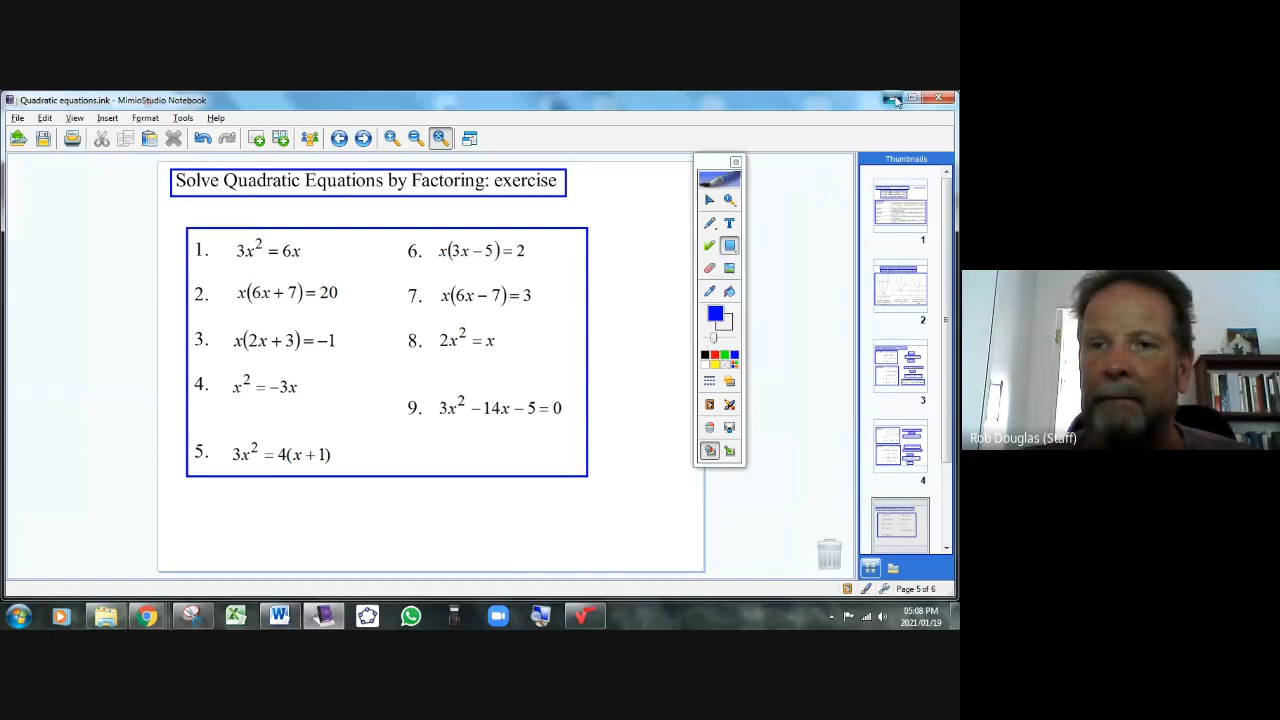 Quadratic equations.ink - MimioStudio Notebook
File Edit View Insert Format Tools Help
Thumbnails
Solve Quadratic Equations by Factoring: exercise
1. 3x² = 6x
2. x(6x + 7) = 20
3. x(2x + 3) = −1
4. x² = −3x
5. 3x² = 4(x + 1)
6. x(3x − 5) = 2
7. x(6x − 7) = 3
8. 2x² = x
9. 3x² − 14x − 5 = 0
T
1
2
3
4
Rob Douglas (Staff)
Page 5 of 6
W
05:08 PM
2021/01/19